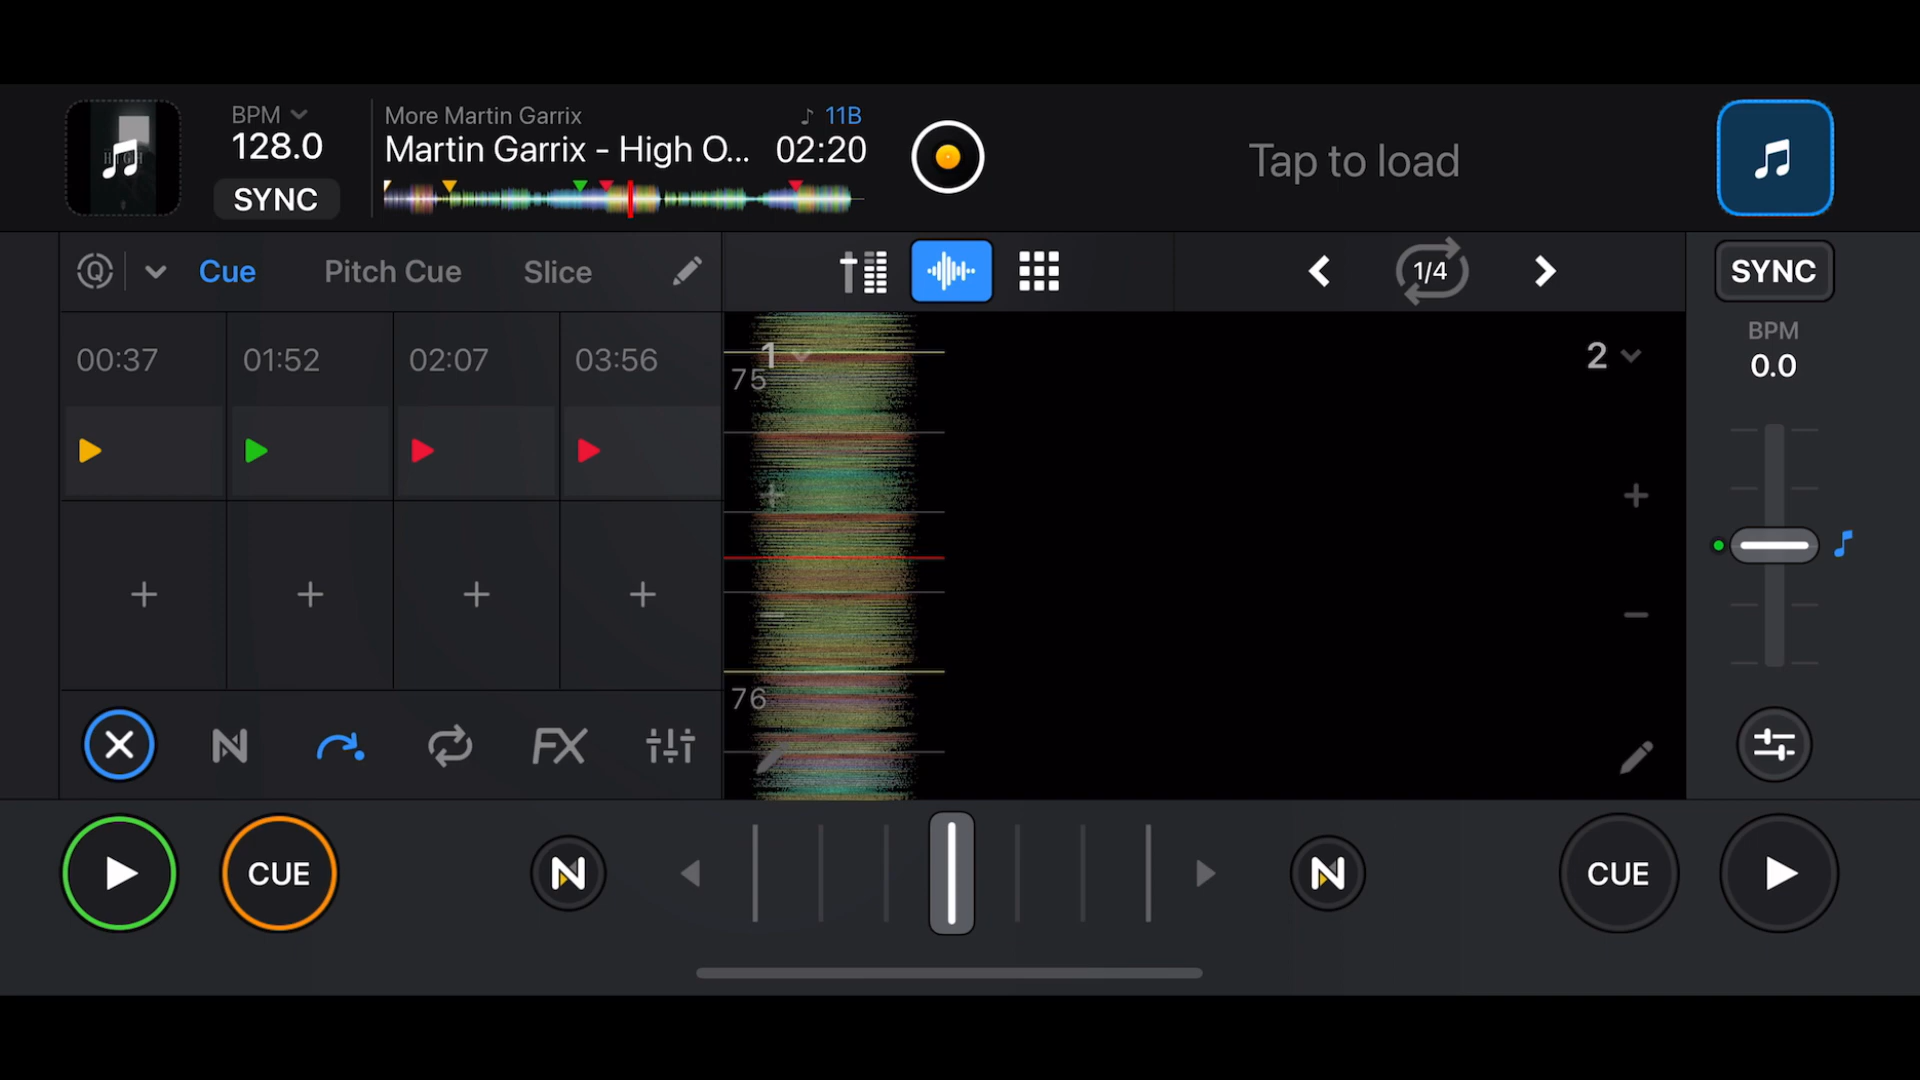 BPM
128.0
SYNC
HIGH
More Martin Garrix
11B
Martin Garrix - High O...
02:20
Tap to load
Q
Cue
Pitch Cue
Slice
1/4
SYNC
BPM
0.0
00:37
01:52
02:07
03:56
1
75
2
76
FX
CUE
CUE